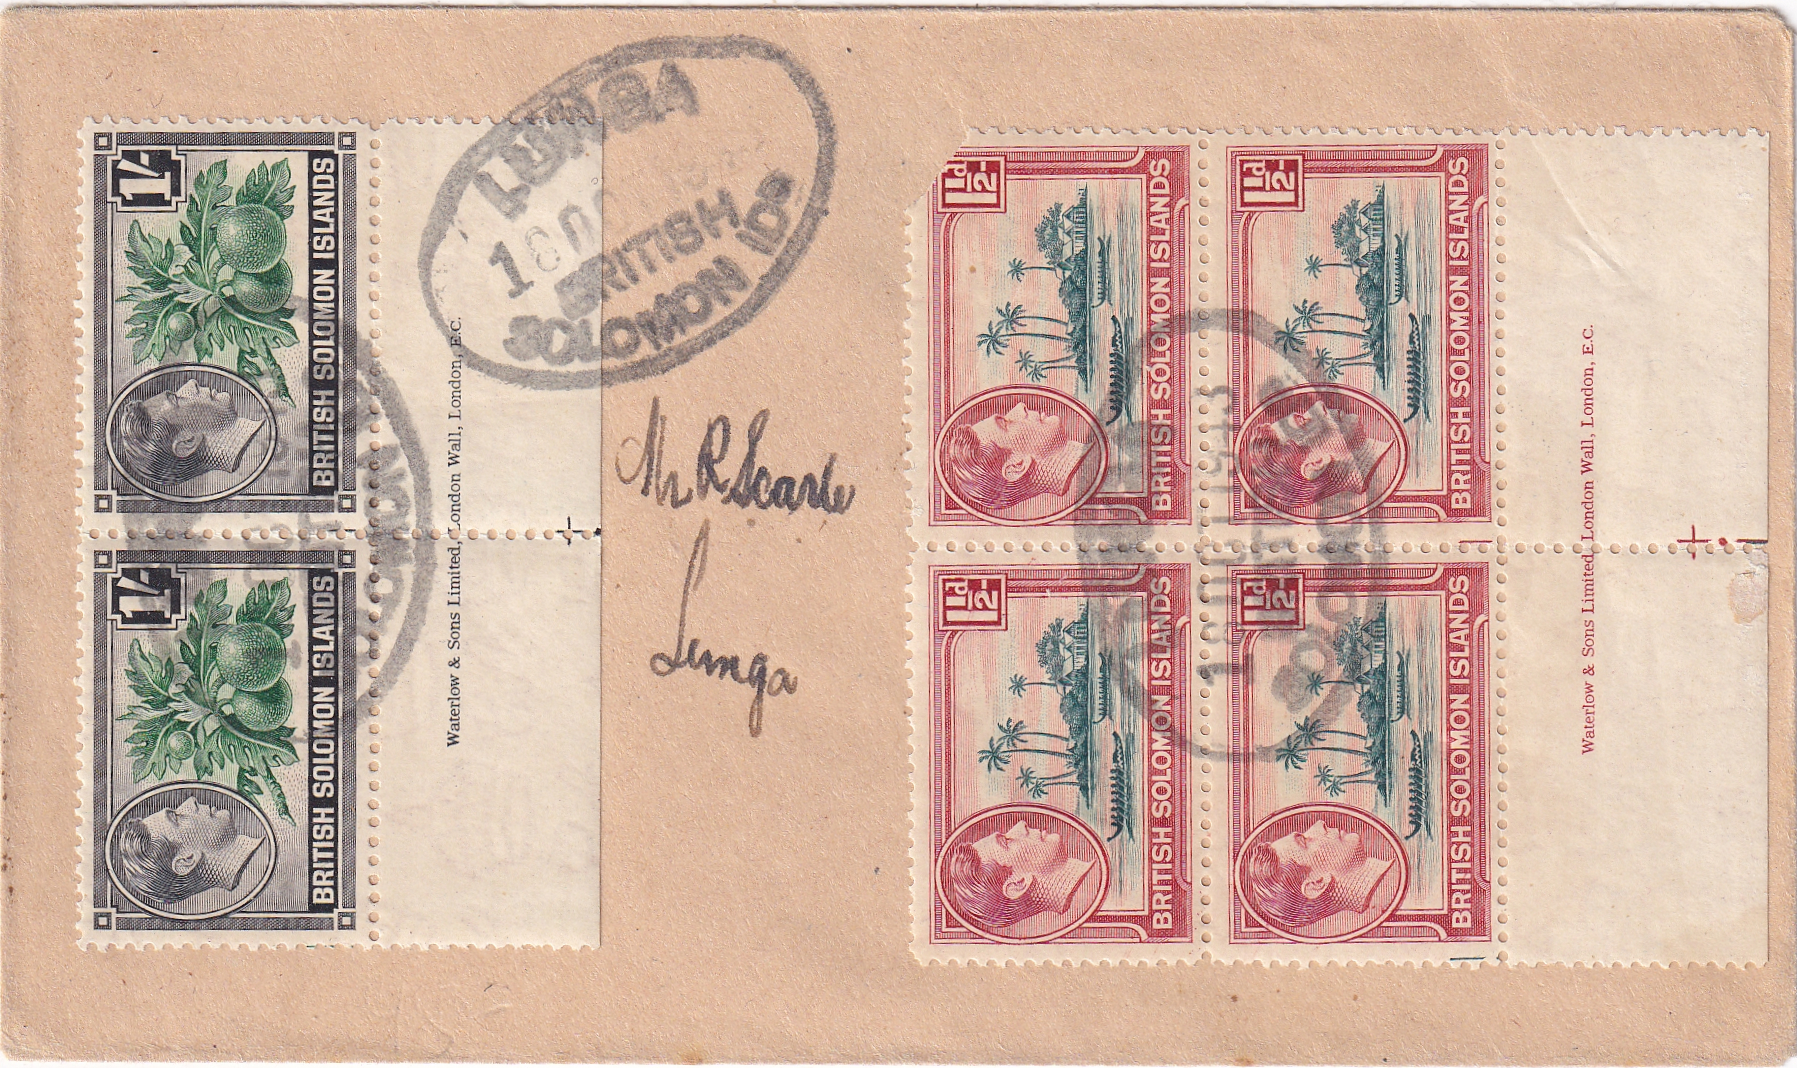 LUNGA
BRITISH
SOLOMON IDS
1/-
BRITISH SOLOMON ISLANDS
1/-
BRITISH SOLOMON ISLANDS
Waterlow & Sons Limited, London Wall, London, E.C.
Mr R Searle
Lunga
1½d
BRITISH SOLOMON ISLANDS
1½d
BRITISH SOLOMON ISLANDS
1½d
BRITISH SOLOMON ISLANDS
1½d
BRITISH SOLOMON ISLANDS
Waterlow & Sons Limited, London Wall, London, E.C.